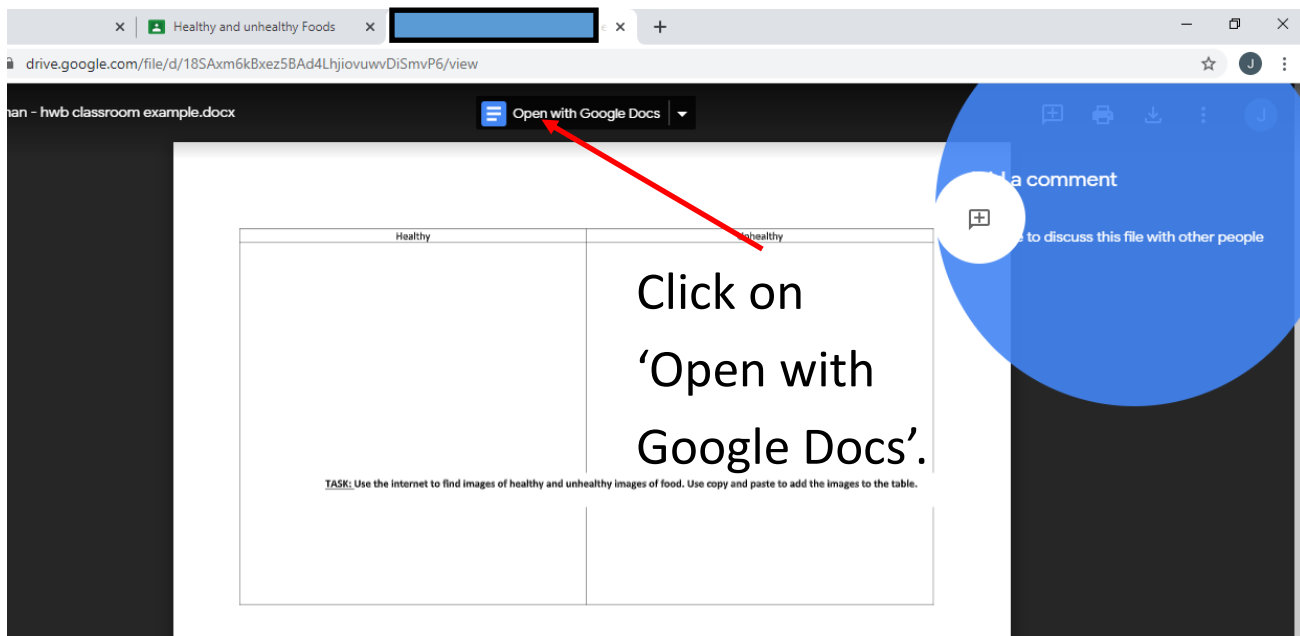 Healthy and unhealthy Foods
drive.google.com/file/d/18SAxm6kBxez5BAd4LhjiovuwvDiSmvP6/view
J
nan - hwb classroom example.docx
Open with Google Docs
J
a comment
to discuss this file with other people
Healthy
Unhealthy
Click on
‘Open with
Google Docs’.
TASK: Use the internet to find images of healthy and unhealthy images of food. Use copy and paste to add the images to the table.